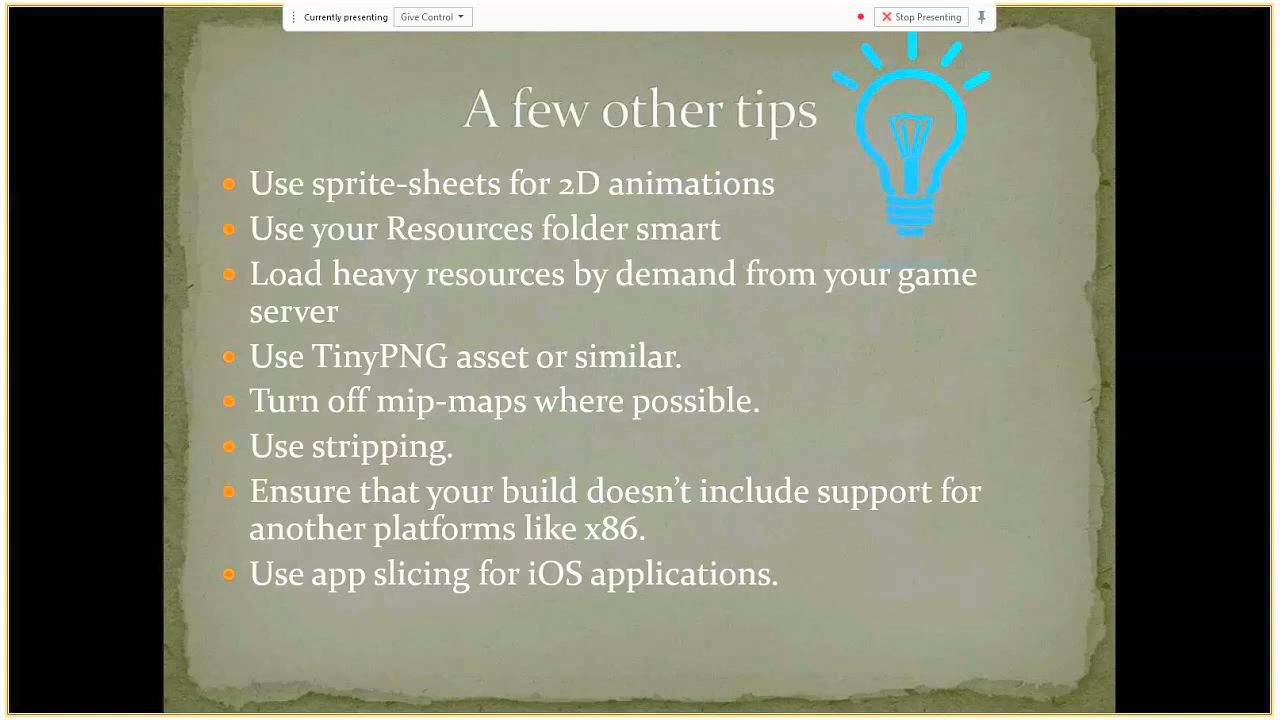 Currently presenting Give Control Stop Presenting
A few other tips
Use sprite-sheets for 2D animations
Use your Resources folder smart
Load heavy resources by demand from your game
server
Use TinyPNG asset or similar.
Turn off mip-maps where possible.
Use stripping.
Ensure that your build doesn’t include support for
another platforms like x86.
Use app slicing for iOS applications.